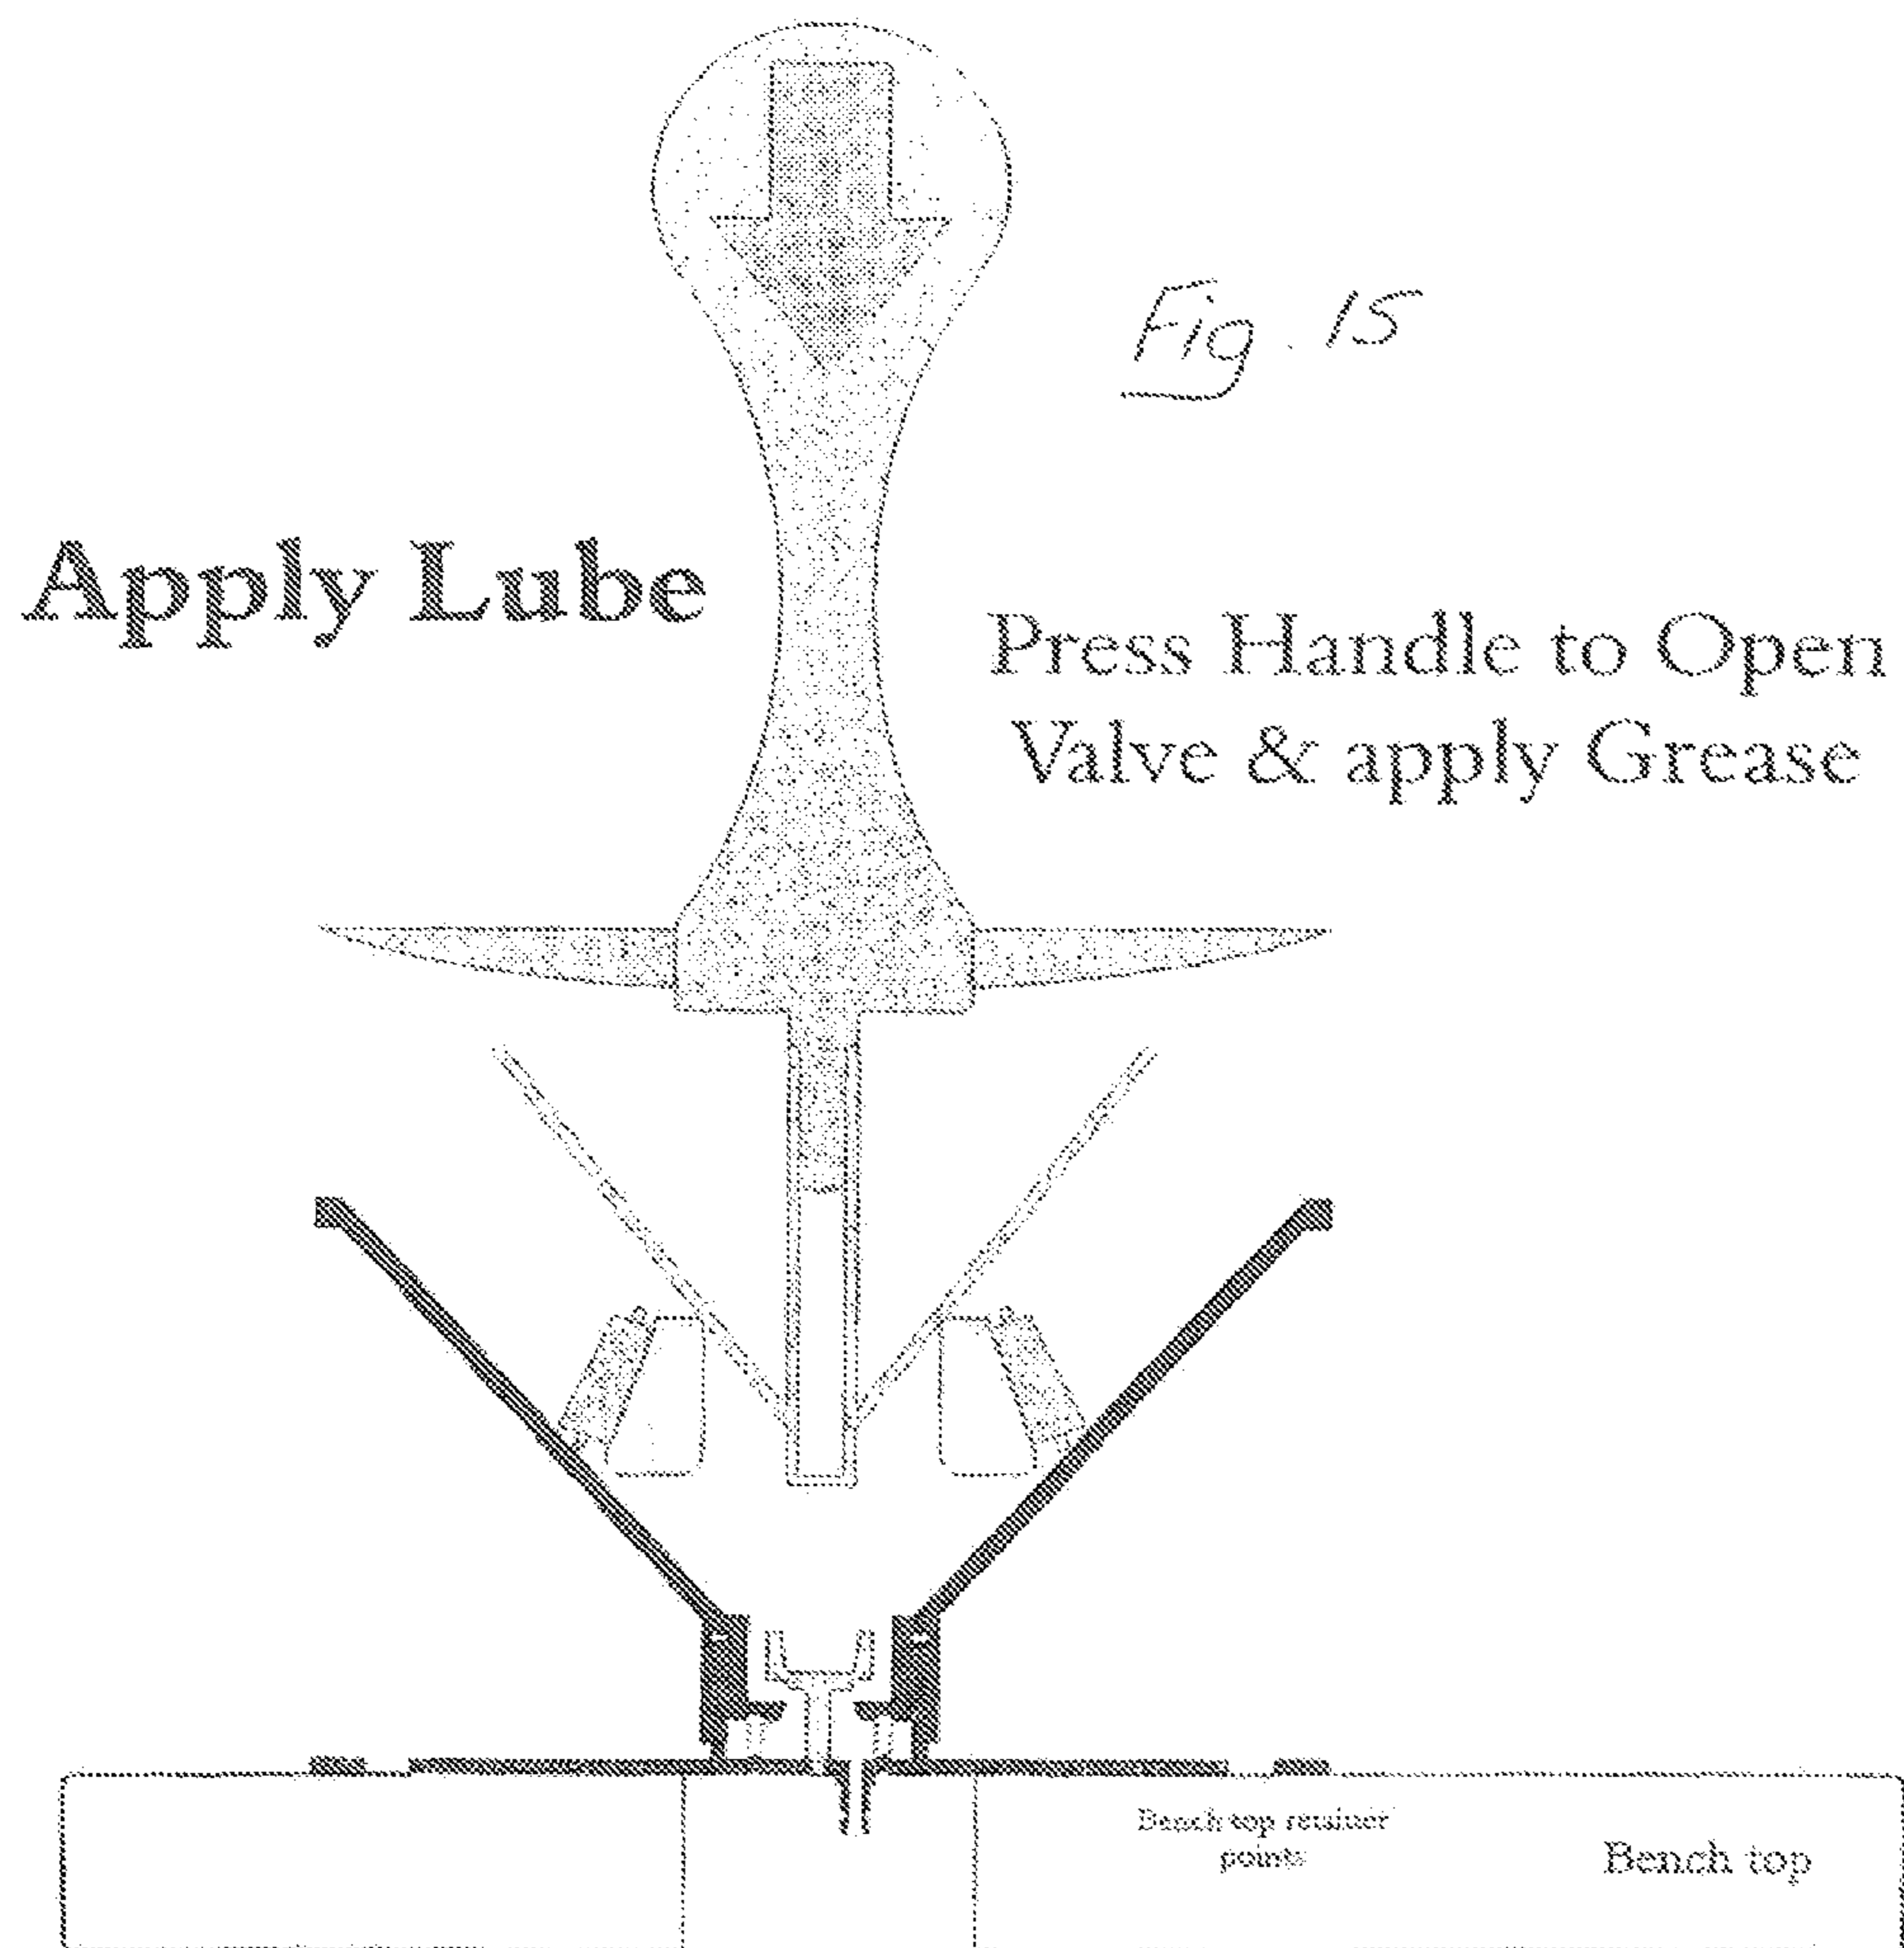 Fig. 15
Apply Lube
Press Handle to Open
Valve & apply Grease
Bench top retainer
points
Bench top